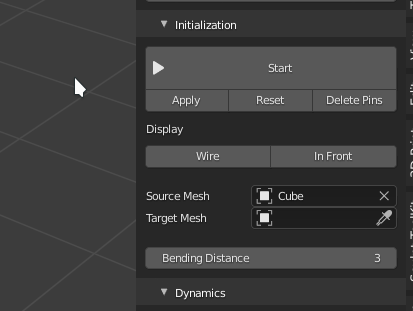 Initialization
Start
Apply Reset Delete Pins
Display
Wire In Front
Source Mesh Cube
Target Mesh
Bending Distance 3
Dynamics